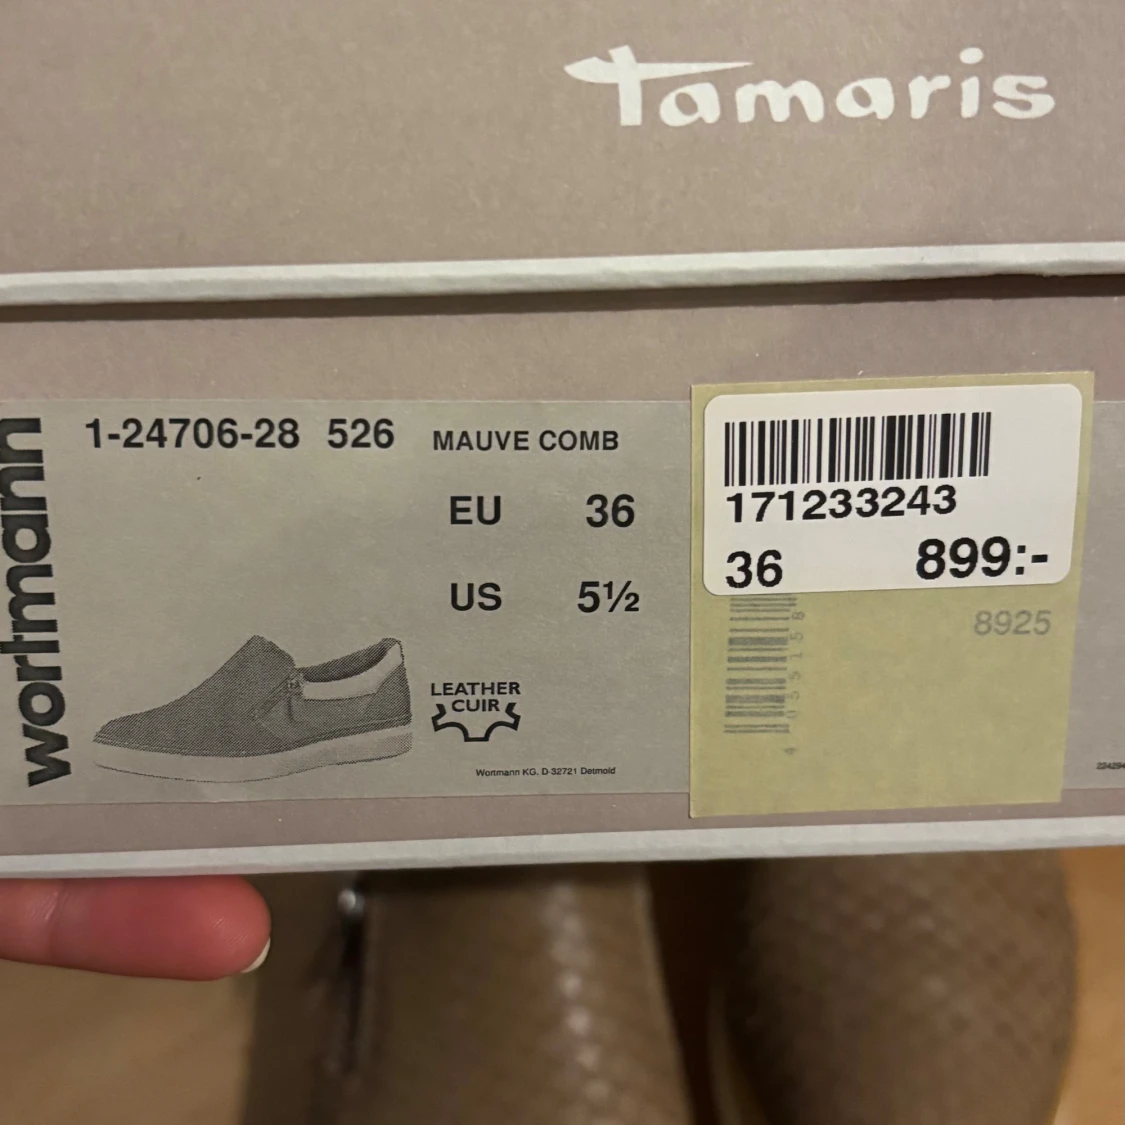 Tamaris
wortmann
1-24706-28 526 MAUVE COMB
EU 36
US 5½
LEATHER
CUIR
Wortmann KG, D-32721 Detmold
171233243
36 899:-
8925